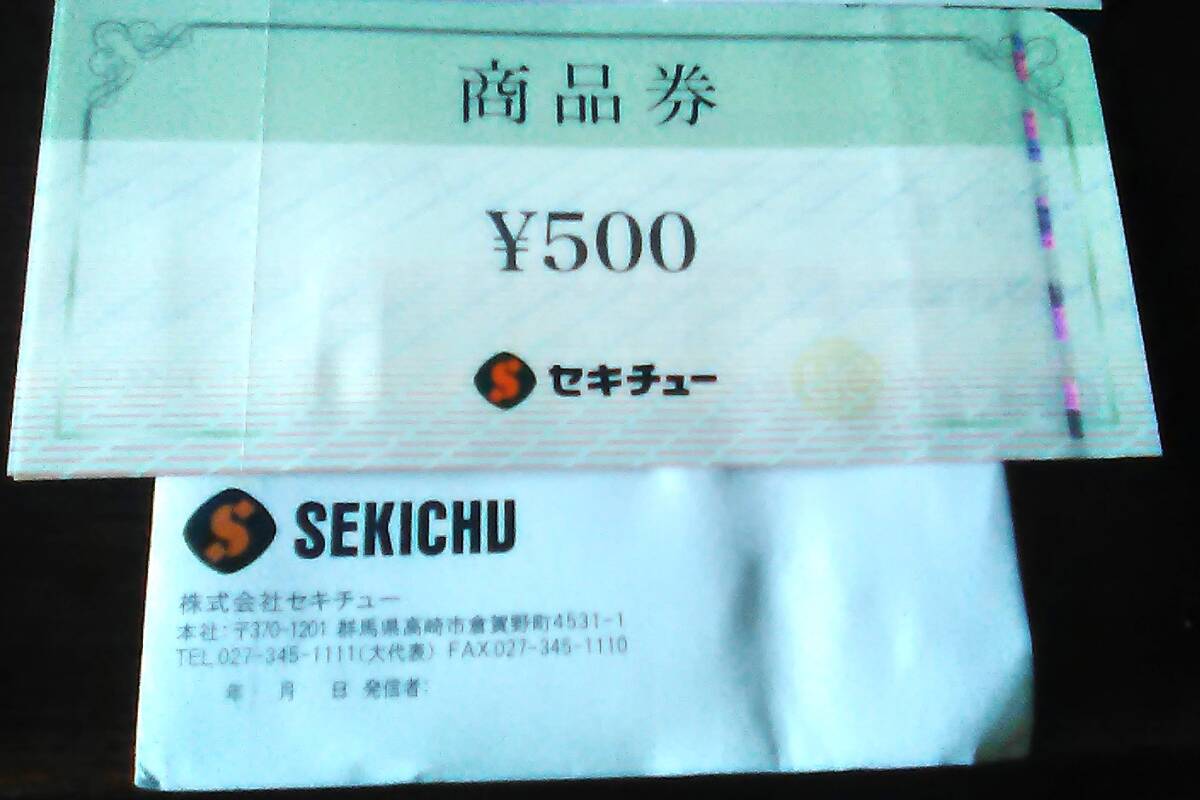 商品券
¥500
S セキチュー
S SEKICHU
株式会社セキチュー
本社:〒370-1201 群馬県高崎市倉賀野町4531-1
TEL.027-345-1111(大代表) FAX.027-345-1110
年 月 日 発信者: